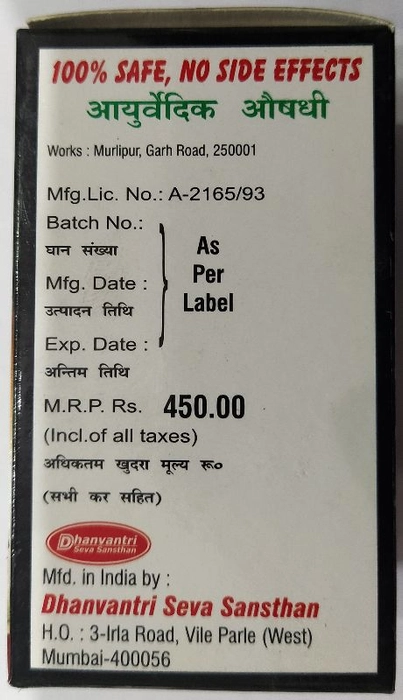 100% SAFE, NO SIDE EFFECTS
आयुर्वेदिक औषधी
Works : Murlipur, Garh Road, 250001
Mfg.Lic. No.: A-2165/93
Batch No.:
घान संख्या
Mfg. Date :
उत्पादन तिथि
Exp. Date :
अन्तिम तिथि
As
Per
Label
M.R.P. Rs. 450.00
(Incl.of all taxes)
अधिकतम खुदरा मूल्य रू०
(सभी कर सहित)
Dhanvantri
Seva Sansthan
Mfd. in India by :
Dhanvantri Seva Sansthan
H.O. : 3-Irla Road, Vile Parle (West)
Mumbai-400056